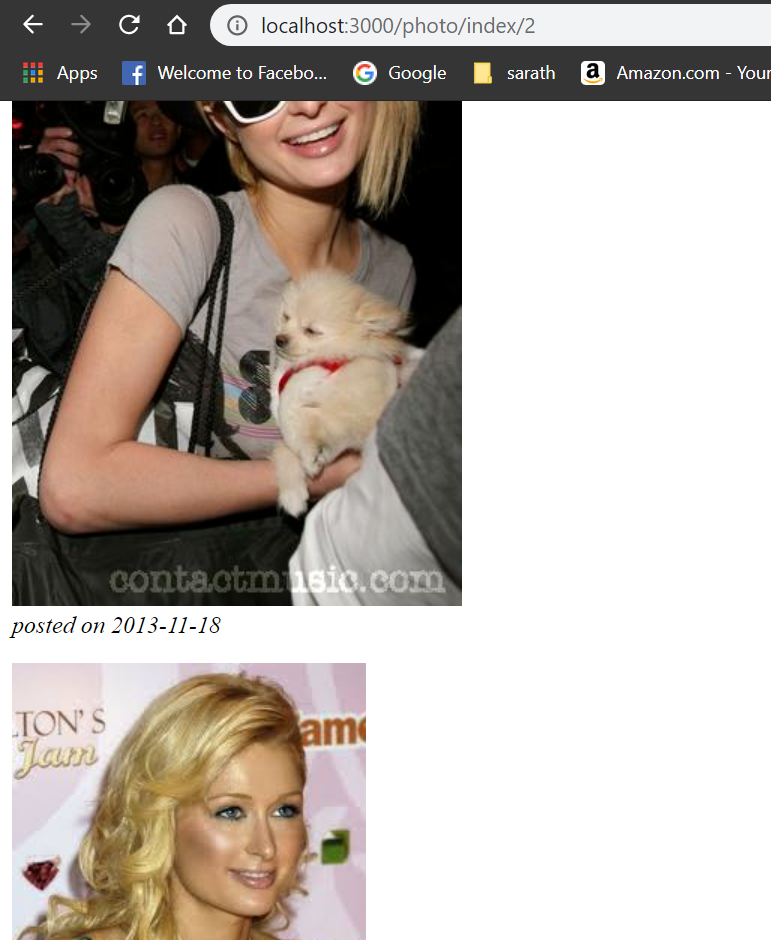 localhost:3000/photo/index/2
Apps Welcome to Facebo... Google sarath Amazon.com - Your
contactmusic.com
posted on 2013-11-18
LTON'S
Jam
ame